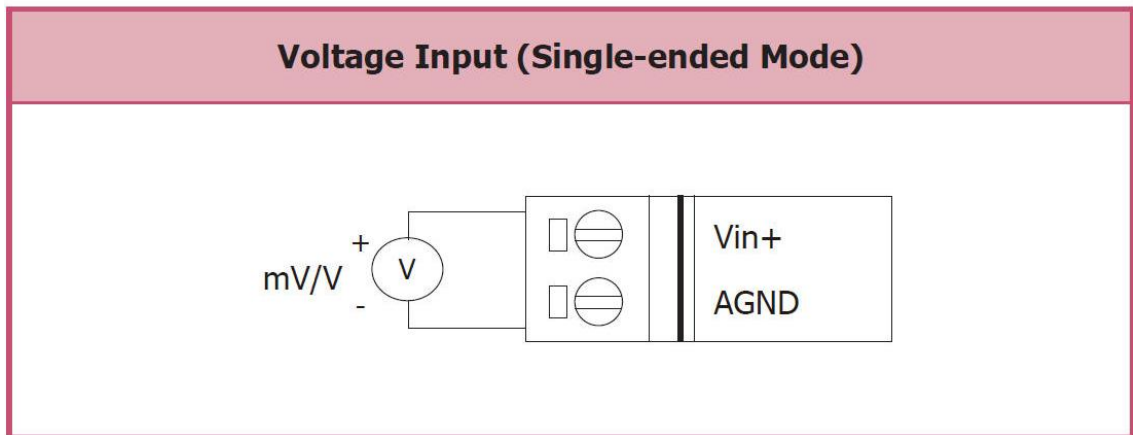 Voltage Input (Single-ended Mode)
Vin+
+
mV/V
V
-
AGND